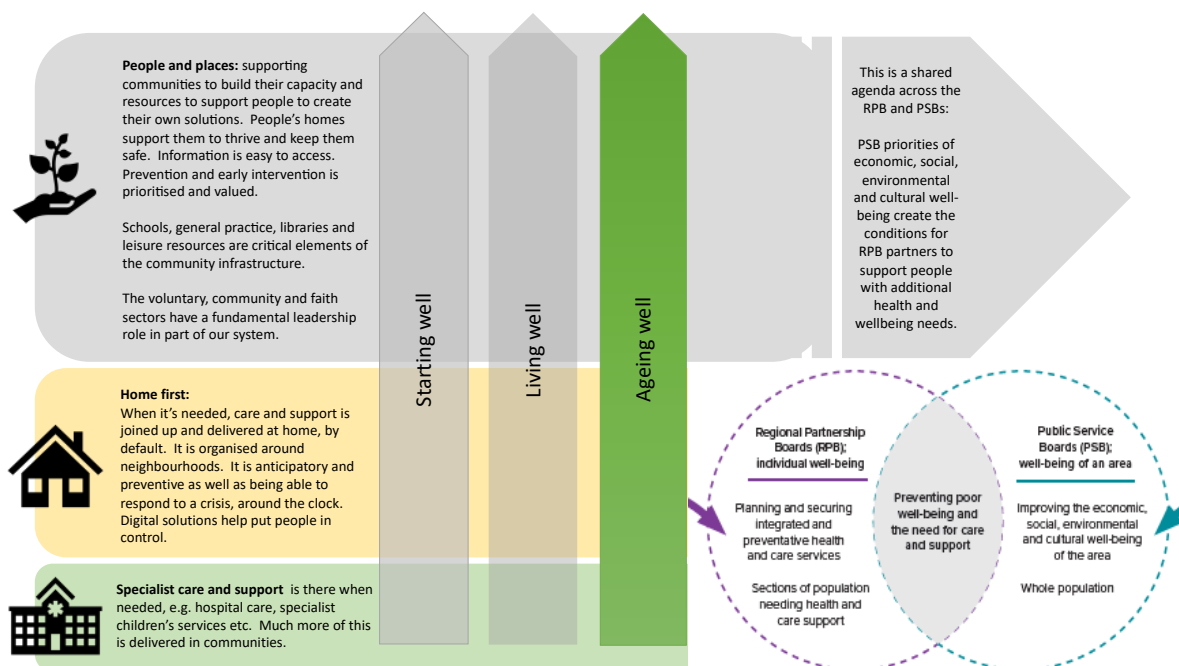 People and places: supporting
communities to build their capacity and
resources to support people to create
their own solutions. People's homes
support them to thrive and keep them
safe. Information is easy to access.
Prevention and early intervention is
prioritised and valued.
Schools, general practice, libraries and
leisure resources are critical elements of
the community infrastructure.
The voluntary, community and faith
sectors have a fundamental leadership
role in part of our system.
Home first:
When it's needed, care and support is
joined up and delivered at home, by
default. It is organised around
neighbourhoods. It is anticipatory and
preventive as well as being able to
respond to a crisis, around the clock.
Digital solutions help put people in
control.
Specialist care and support is there when
needed, e.g. hospital care, specialist
children's services etc. Much more of this
is delivered in communities.
Starting well
Living well
Ageing well
This is a shared
agenda across the
RPB and PSBs:
PSB priorities of
economic, social,
environmental
and cultural well-
being create the
conditions for
RPB partners to
support people
with additional
health and
wellbeing needs.
Regional Partnership
Boards (RPB);
individual well-being
Planning and securing
integrated and
preventative health
and care services
Sections of population
needing health and
care support
Preventing poor
well-being and
the need for care
and support
Public Service
Boards (PSB);
well-being of an area
Improving the economic,
social, environmental
and cultural well-being
of the area
Whole population